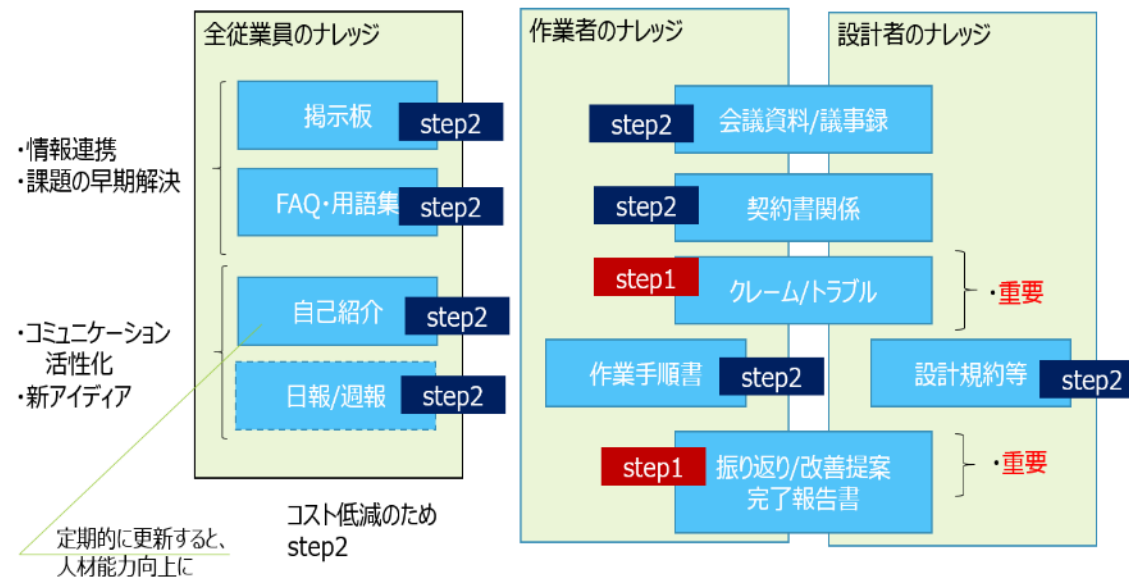 全従業員のナレッジ
掲示板
step2
FAQ・用語集
step2
・情報連携
・課題の早期解決
自己紹介
step2
日報/週報
step2
・コミュニケーション
活性化
・新アイディア
定期的に更新すると、
人材能力向上に
コスト低減のため
step2
作業者のナレッジ
設計者のナレッジ
step2
会議資料/議事録
step2
契約書関係
step1
クレーム/トラブル
・重要
作業手順書
step2
設計規約等
step2
step1
振り返り/改善提案
完了報告書
・重要